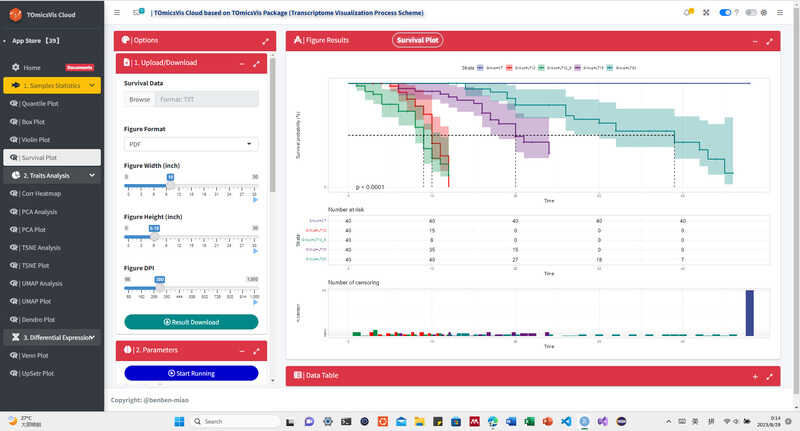 TOmicsVis Cloud
| TOmicsVis Cloud based on TOmicsVis Package (Transcriptome Visualization Process Scheme)
App Store【39】
Home
Documents
1. Samples Statistics
Quantile Plot
Box Plot
Violin Plot
Survival Plot
2. Traits Analysis
Corr Heatmap
PCA Analysis
PCA Plot
TSNE Analysis
TSNE Plot
UMAP Analysis
UMAP Plot
Dendro Plot
3. Differential Expression
Venn Plot
UpSetr Plot
| Options
| 1. Upload/Download
Survival Data
Browse
Format: TXT
Figure Format
PDF
Figure Width (inch)
10
30
Figure Height (inch)
30
Figure DPI
300
1,000
Result Download
| 2. Parameters
Start Running
| Figure Results
Survival Plot
Strata
Survival probability (%)
p < 0.0001
Time
Number at risk
Strata
40 40 40 40 40
40 15 0 0 0
40 8 0 0 0
40 35 15 0 0
40 40 27 18 7
Time
Number of censoring
n.censor
Time
| Data Table
Copyright: @benben-miao
27°C
Search
英
拼
0:14
2023/8/29